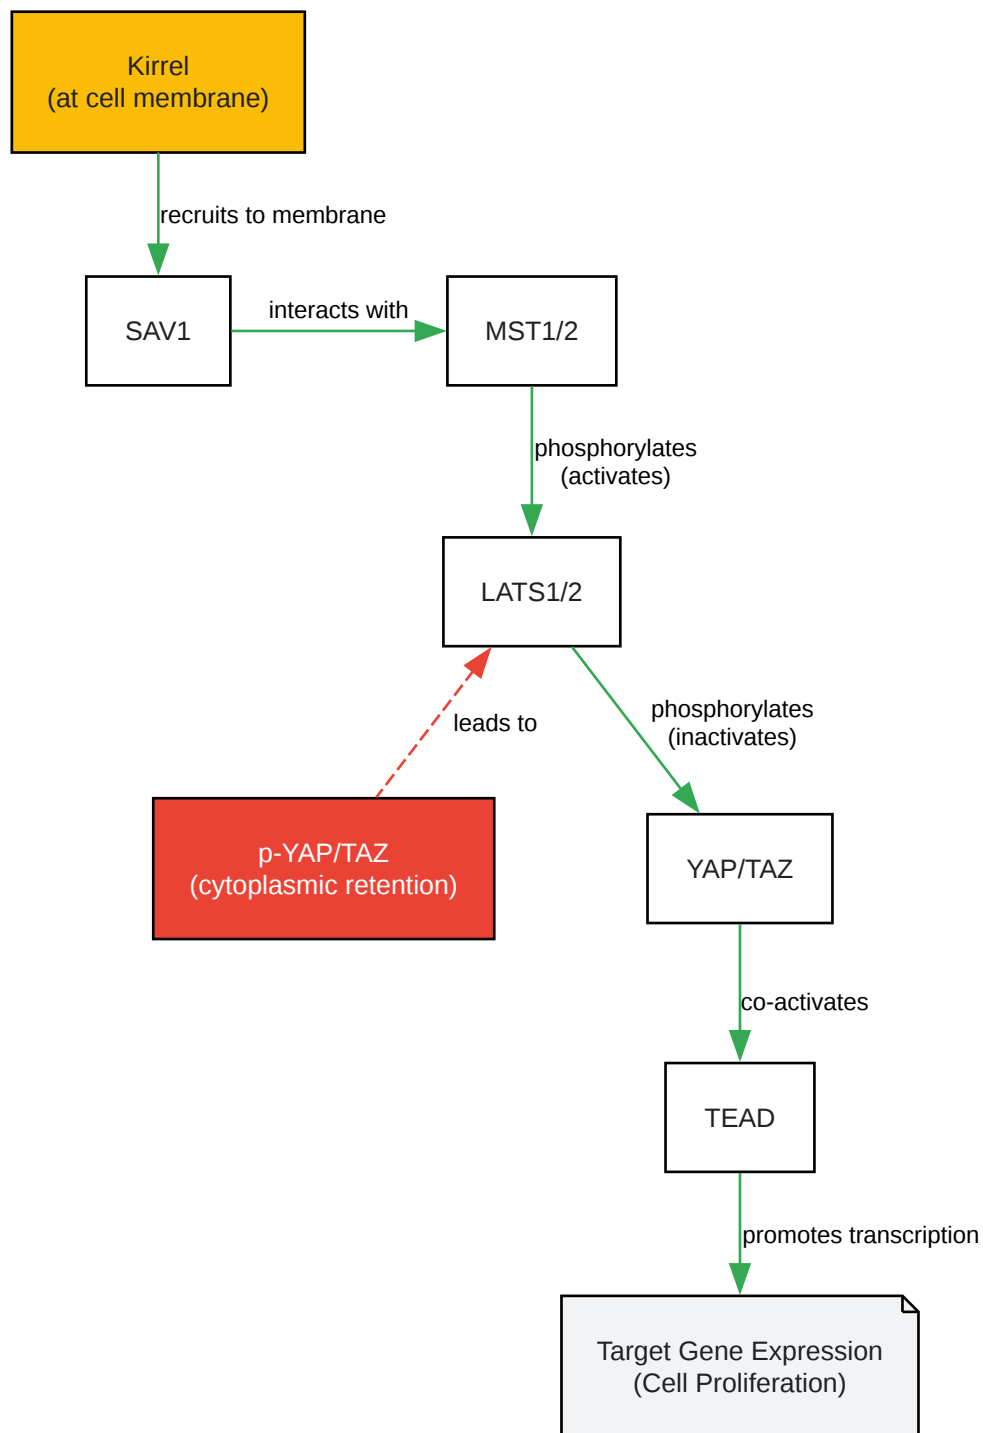 Kirrel
(at cell membrane)
recruits to membrane
SAV1
interacts with
MST1/2
phosphorylates
(activates)
LATS1/2
leads to
phosphorylates
(inactivates)
p-YAP/TAZ
(cytoplasmic retention)
YAP/TAZ
co-activates
TEAD
promotes transcription
Target Gene Expression
(Cell Proliferation)